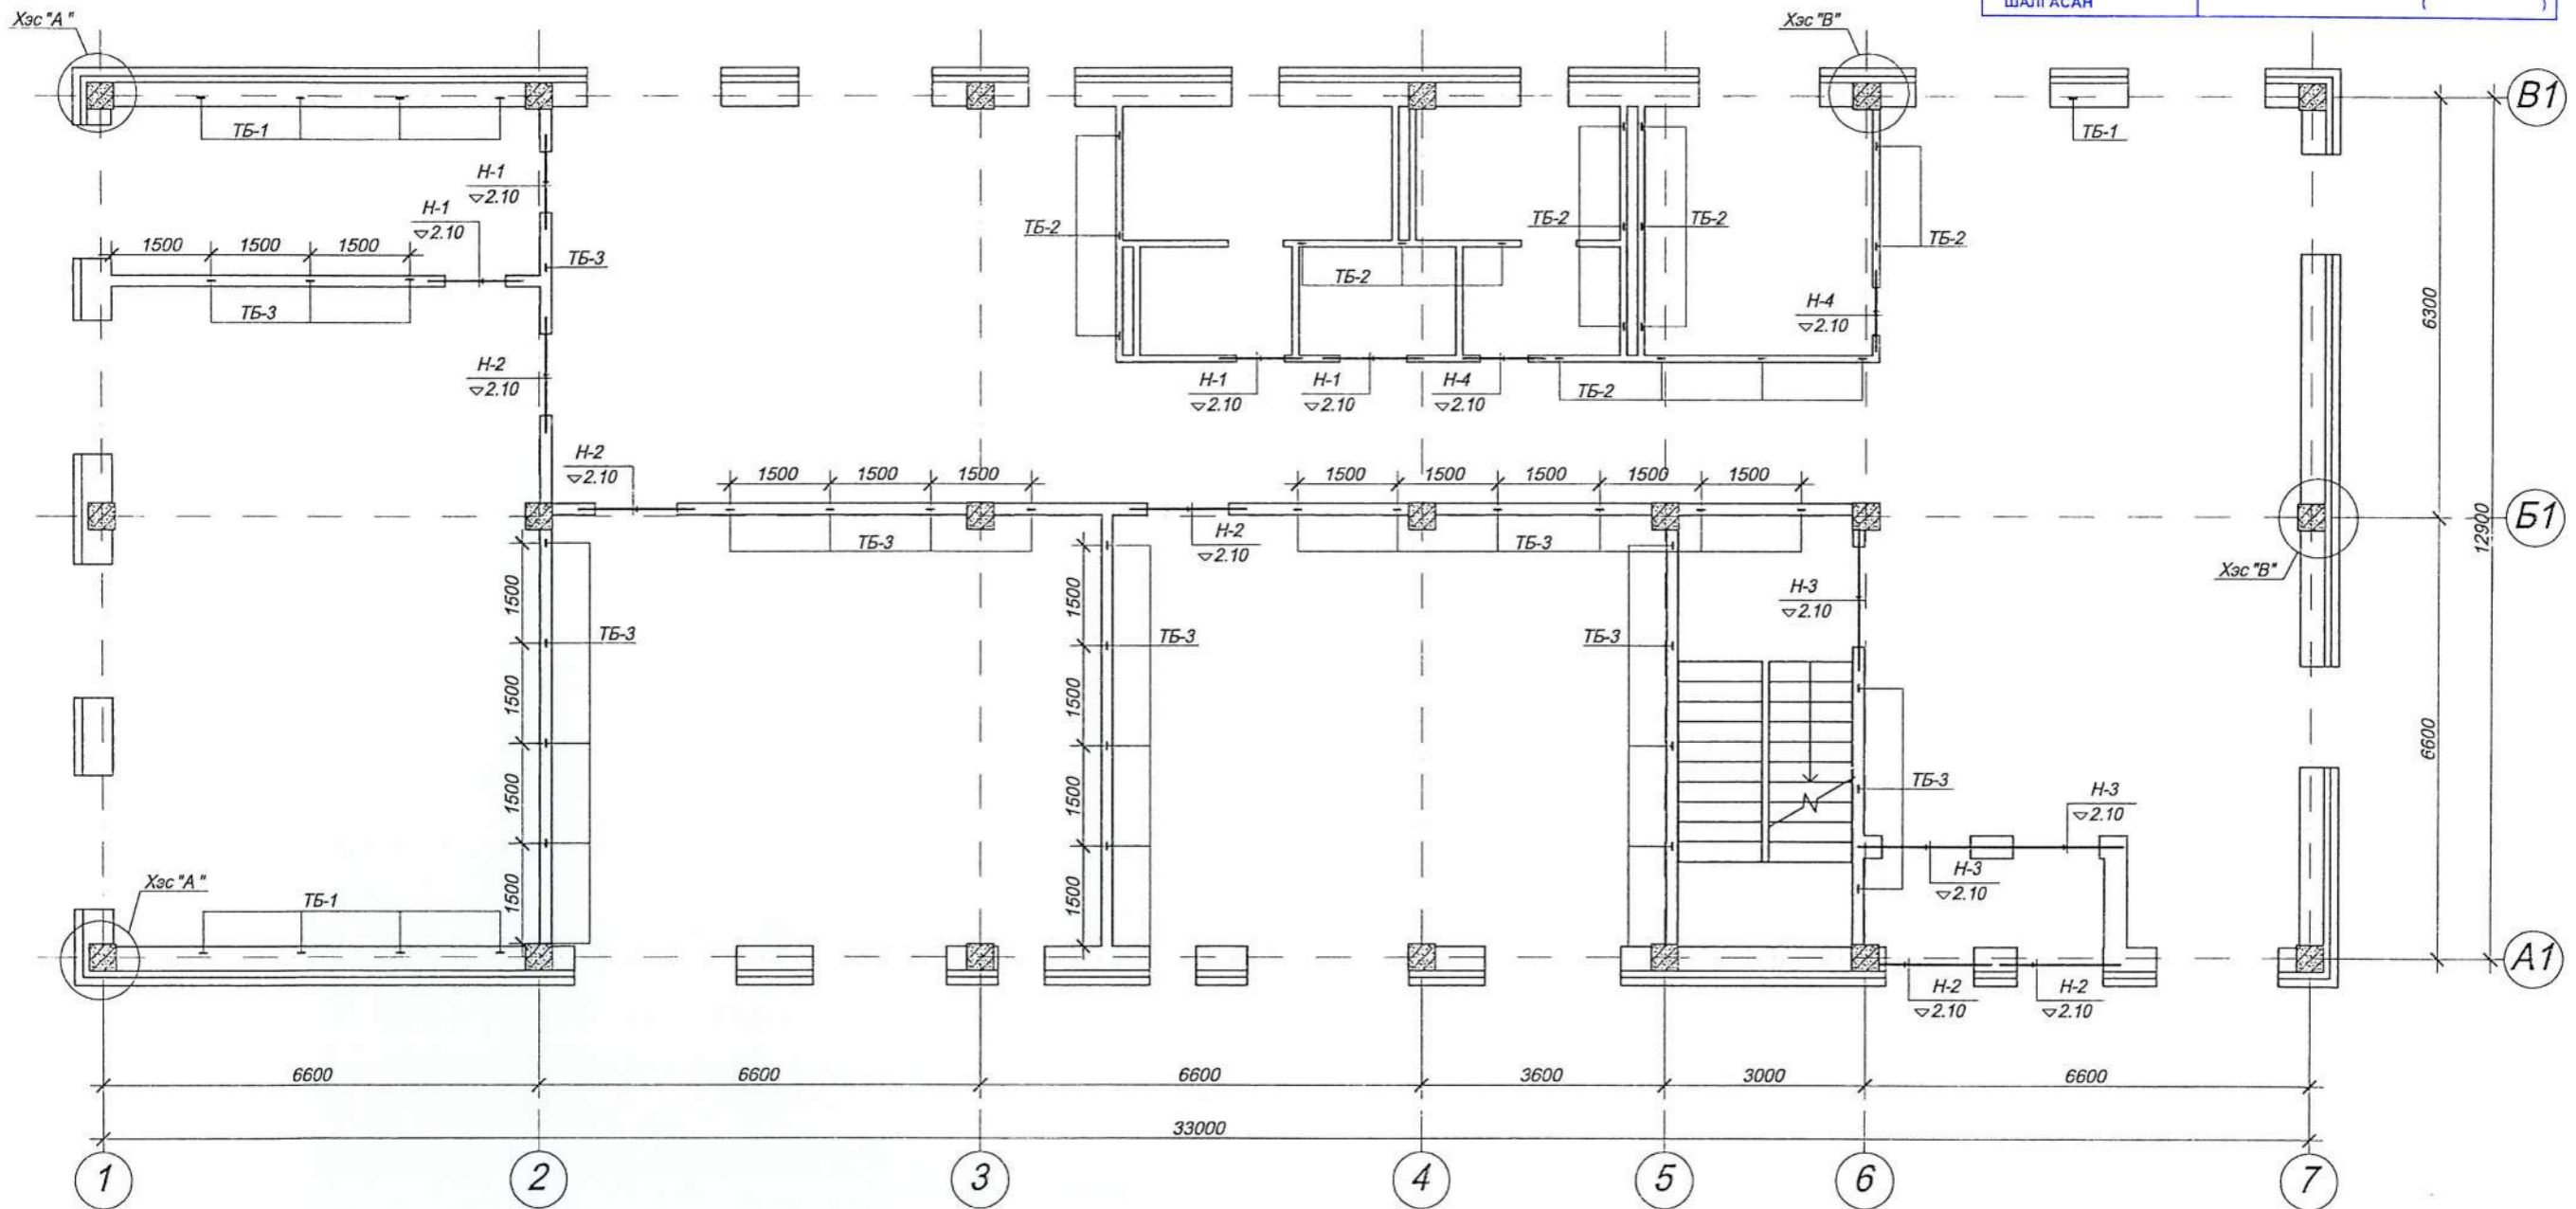 ШАЛГАСАН ( )
Хэс "А"
Хэс "В"
В1
ТБ-1
ТБ-1
Н-1
▽2.10
Н-1
▽2.10
1500 1500 1500
ТБ-3
ТБ-3
ТБ-2
ТБ-2
ТБ-2
ТБ-2
ТБ-2
Н-4
▽2.10
6300
Н-2
▽2.10
Н-1
▽2.10
Н-1
▽2.10
Н-4
▽2.10
ТБ-2
Н-2
▽2.10
1500 1500 1500
1500 1500 1500 1500 1500
ТБ-3
Н-2
▽2.10
ТБ-3
12900
Б1
Хэс "В"
1500
1500
1500
1500
ТБ-3
1500
1500
1500
1500
ТБ-3
ТБ-3
Н-3
▽2.10
6600
ТБ-3
Н-3
▽2.10
Н-3
▽2.10
Хэс "А"
ТБ-1
А1
Н-2
▽2.10
Н-2
▽2.10
6600 6600 6600 3600 3000 6600
33000
1 2 3 4 5 6 7